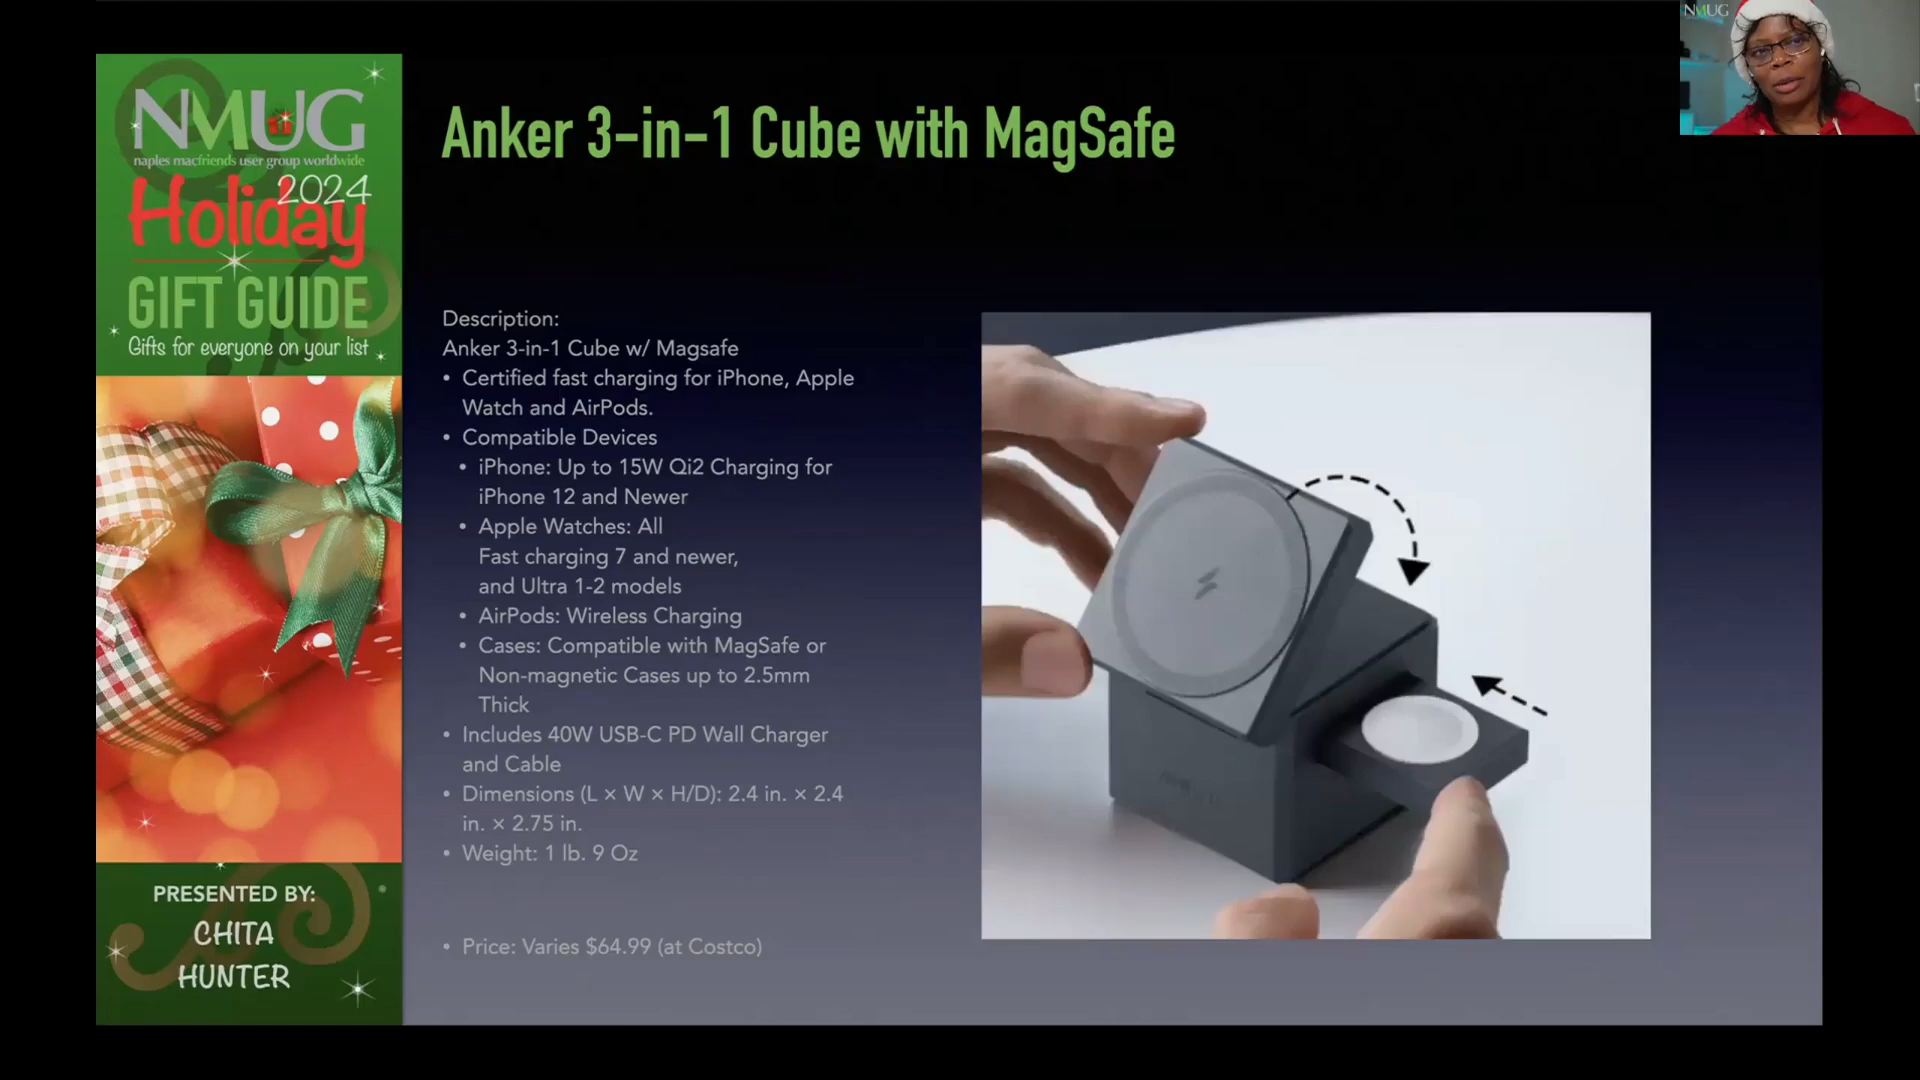 NMUG
naples macfriends user group worldwide
2024
Holiday
GIFT GUIDE
Gifts for everyone on your list
PRESENTED BY:
CHITA
HUNTER
Anker 3-in-1 Cube with MagSafe
Description:
Anker 3-in-1 Cube w/ Magsafe
• Certified fast charging for iPhone, Apple
Watch and AirPods.
• Compatible Devices
• iPhone: Up to 15W Qi2 Charging for
iPhone 12 and Newer
• Apple Watches: All
Fast charging 7 and newer,
and Ultra 1-2 models
• AirPods: Wireless Charging
• Cases: Compatible with MagSafe or
Non-magnetic Cases up to 2.5mm
Thick
• Includes 40W USB-C PD Wall Charger
and Cable
• Dimensions (L × W × H/D): 2.4 in. × 2.4
in. × 2.75 in.
• Weight: 1 lb. 9 Oz
• Price: Varies $64.99 (at Costco)
NMUG